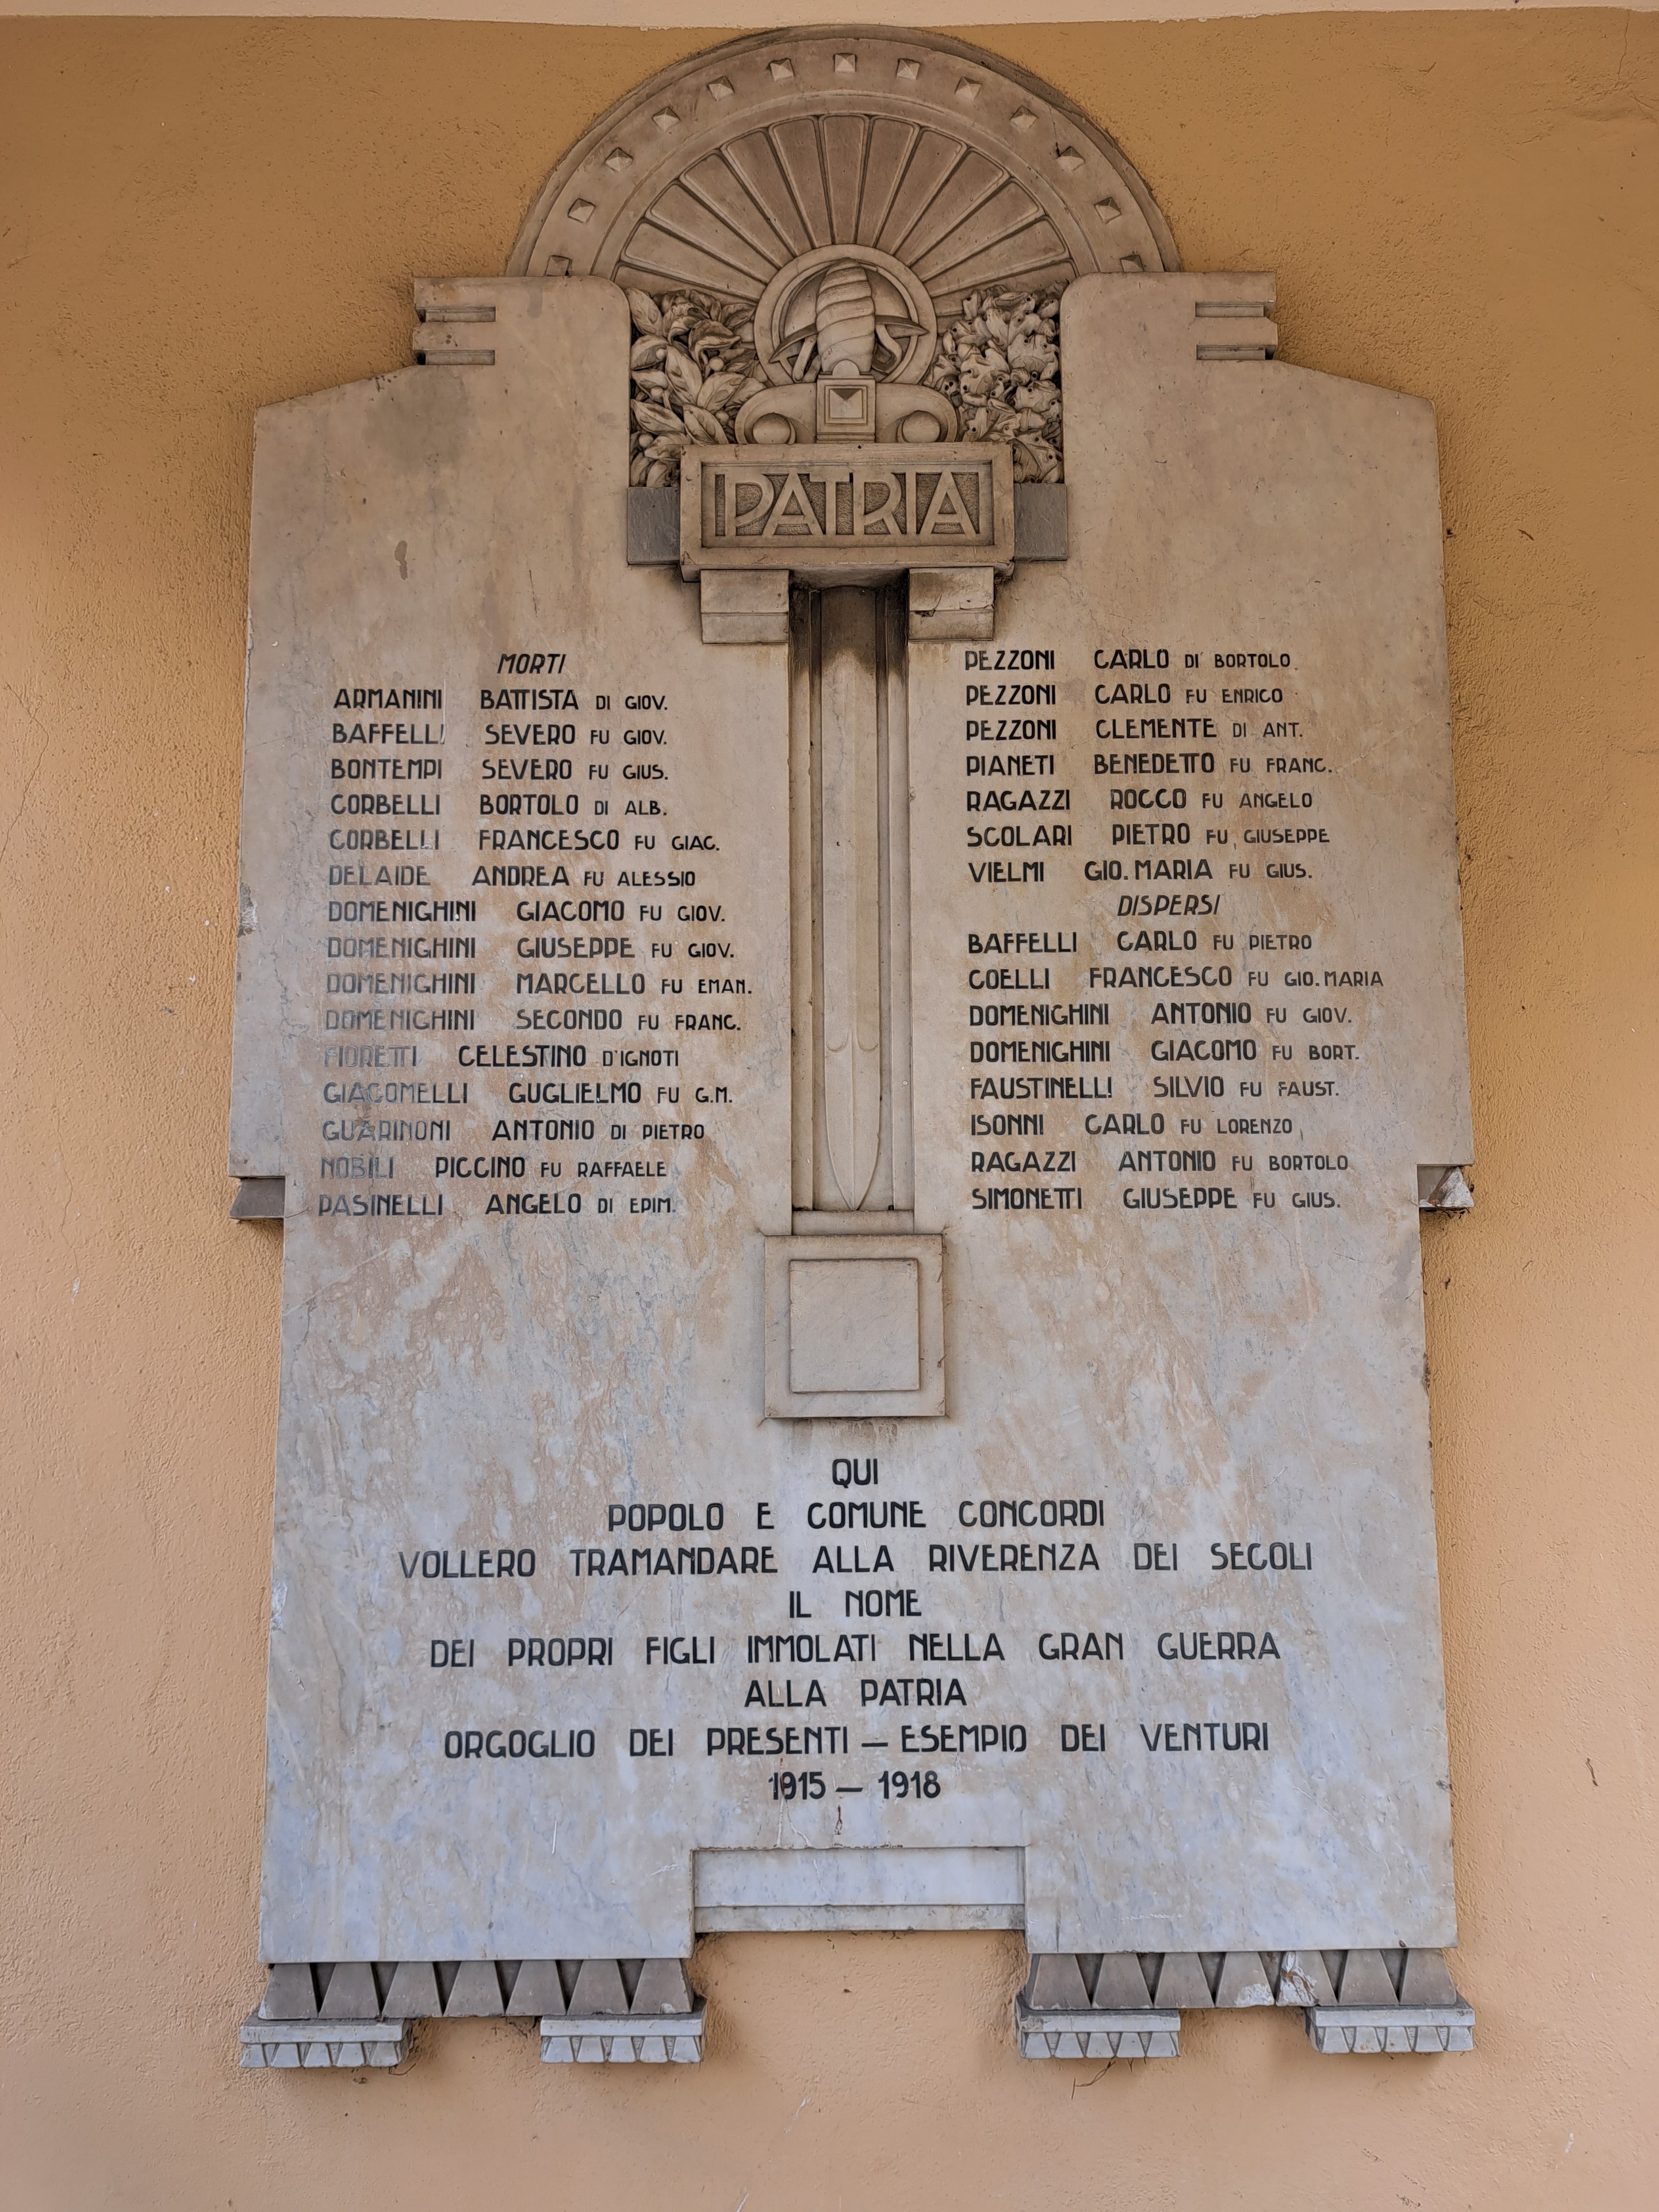 PATRIA
MORTI
ARMANINI BATTISTA DI GIOV.
BAFFELLI SEVERO FU GIOV.
BONTEMPI SEVERO FU GIUS.
CORBELLI BORTOLO DI ALB.
CORBELLI FRANCESCO FU GIAC.
DELAIDE ANDREA FU ALESSIO
DOMENIGHINI GIACOMO FU GIOV.
DOMENIGHINI GIUSEPPE FU GIOV.
DOMENIGHINI MARCELLO FU EMAN.
DOMENIGHINI SECONDO FU FRANC.
FIORETTI CELESTINO D'IGNOTI
GIACOMELLI GUGLIELMO FU G.M.
GUARINONI ANTONIO DI PIETRO
NOBILI PICCINO FU RAFFAELE
PASINELLI ANGELO DI EPIM.
PEZZONI CARLO DI BORTOLO
PEZZONI CARLO FU ENRICO
PEZZONI CLEMENTE DI ANT.
PIANETI BENEDETTO FU FRANC.
RAGAZZI ROCCO FU ANGELO
SCOLARI PIETRO FU GIUSEPPE
VIELMI GIO. MARIA FU GIUS.
DISPERSI
BAFFELLI CARLO FU PIETRO
COELLI FRANCESCO FU GIO. MARIA
DOMENIGHINI ANTONIO FU GIOV.
DOMENIGHINI GIACOMO FU BORT.
FAUSTINELLI SILVIO FU FAUST.
ISONNI CARLO FU LORENZO
RAGAZZI ANTONIO FU BORTOLO
SIMONETTI GIUSEPPE FU GIUS.
QUI
POPOLO E COMUNE CONCORDI
VOLLERO TRAMANDARE ALLA RIVERENZA DEI SECOLI
IL NOME
DEI PROPRI FIGLI IMMOLATI NELLA GRAN GUERRA
ALLA PATRIA
ORGOGLIO DEI PRESENTI — ESEMPIO DEI VENTURI
1915 — 1918